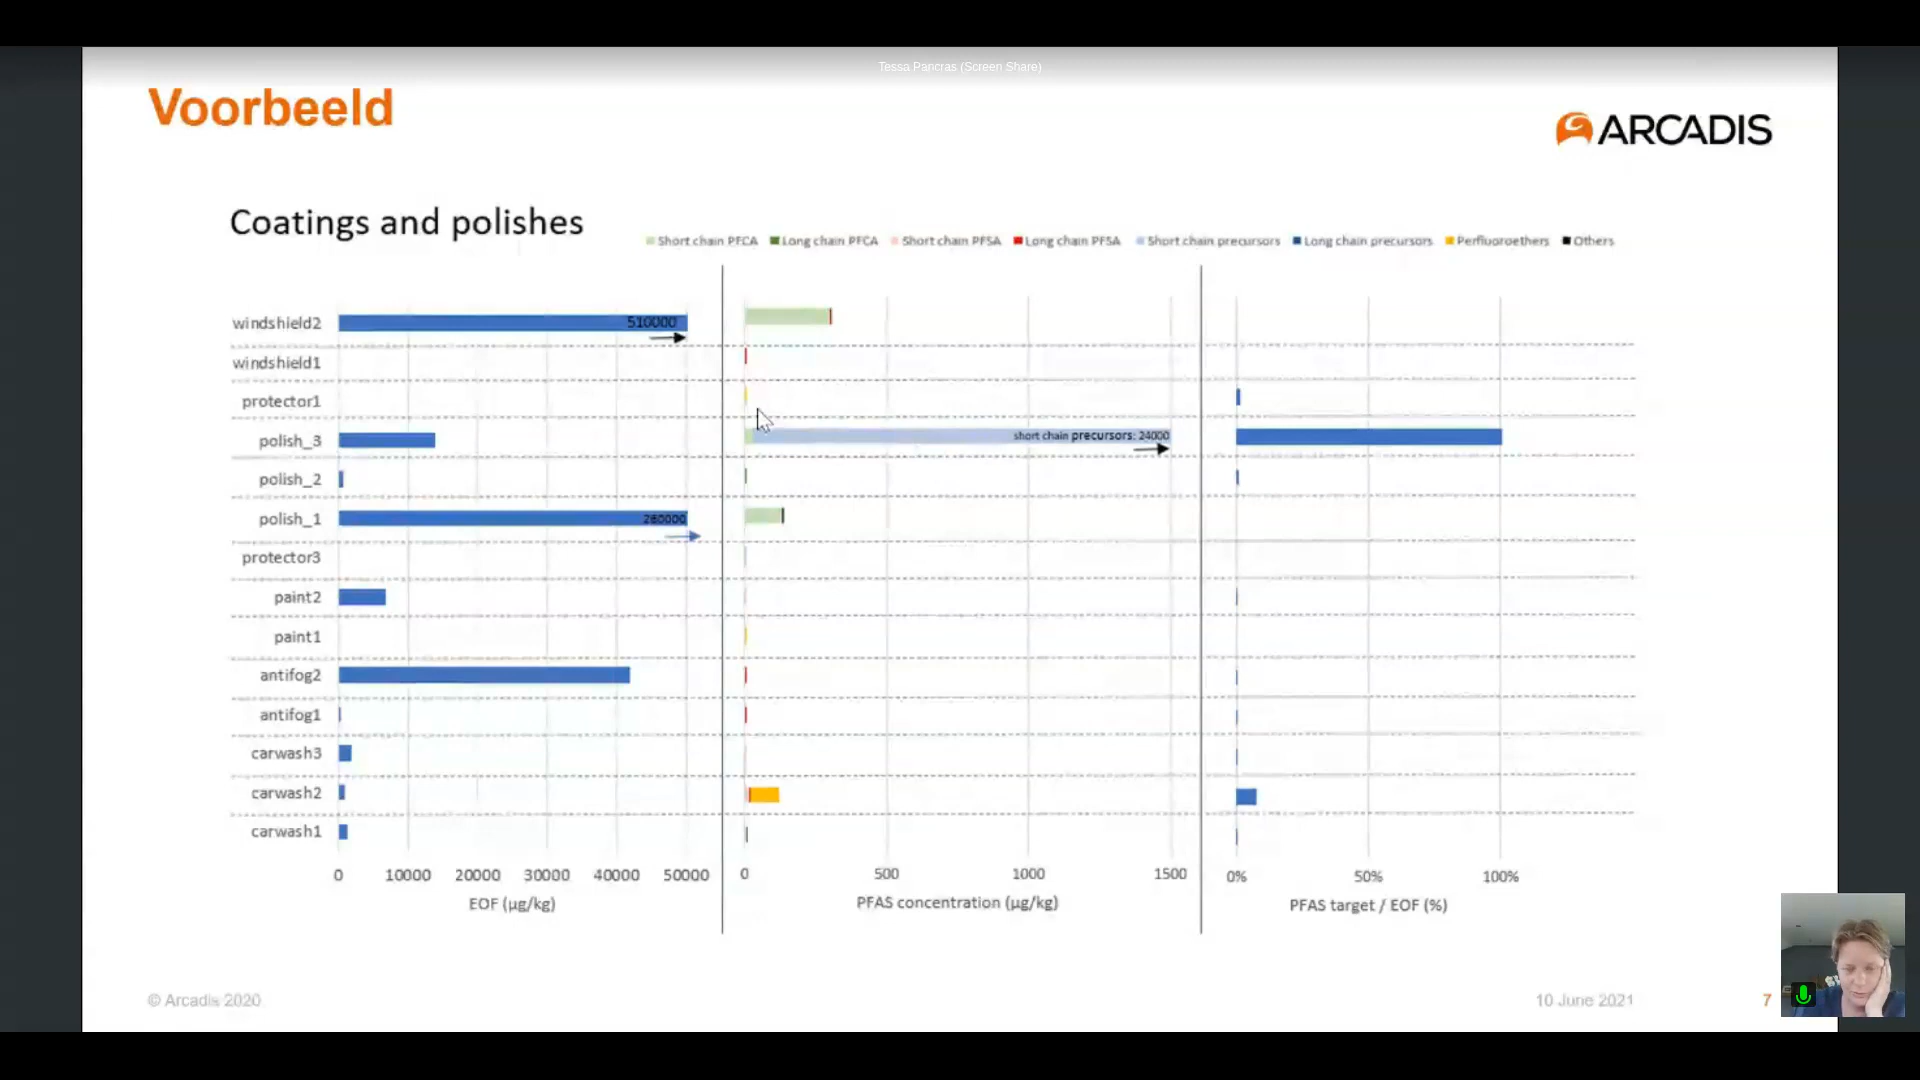 Tessa Pancras (Screen Share)
Voorbeeld
ARCADIS
Coatings and polishes
Short chain PFCA Long chain PFCA Short chain PFSA Long chain PFSA Short chain precursors Long chain precursors Perfluoroethers Others
windshield2
510000
windshield1
protector1
polish_3
short chain precursors: 24000
polish_2
polish_1
280000
protector3
paint2
paint1
antifog2
antifog1
carwash3
carwash2
carwash1
0 10000 20000 30000 40000 50000
EOF (µg/kg)
0 500 1000 1500
PFAS concentration (µg/kg)
0% 50% 100%
PFAS target / EOF (%)
© Arcadis 2020
10 June 2021
7